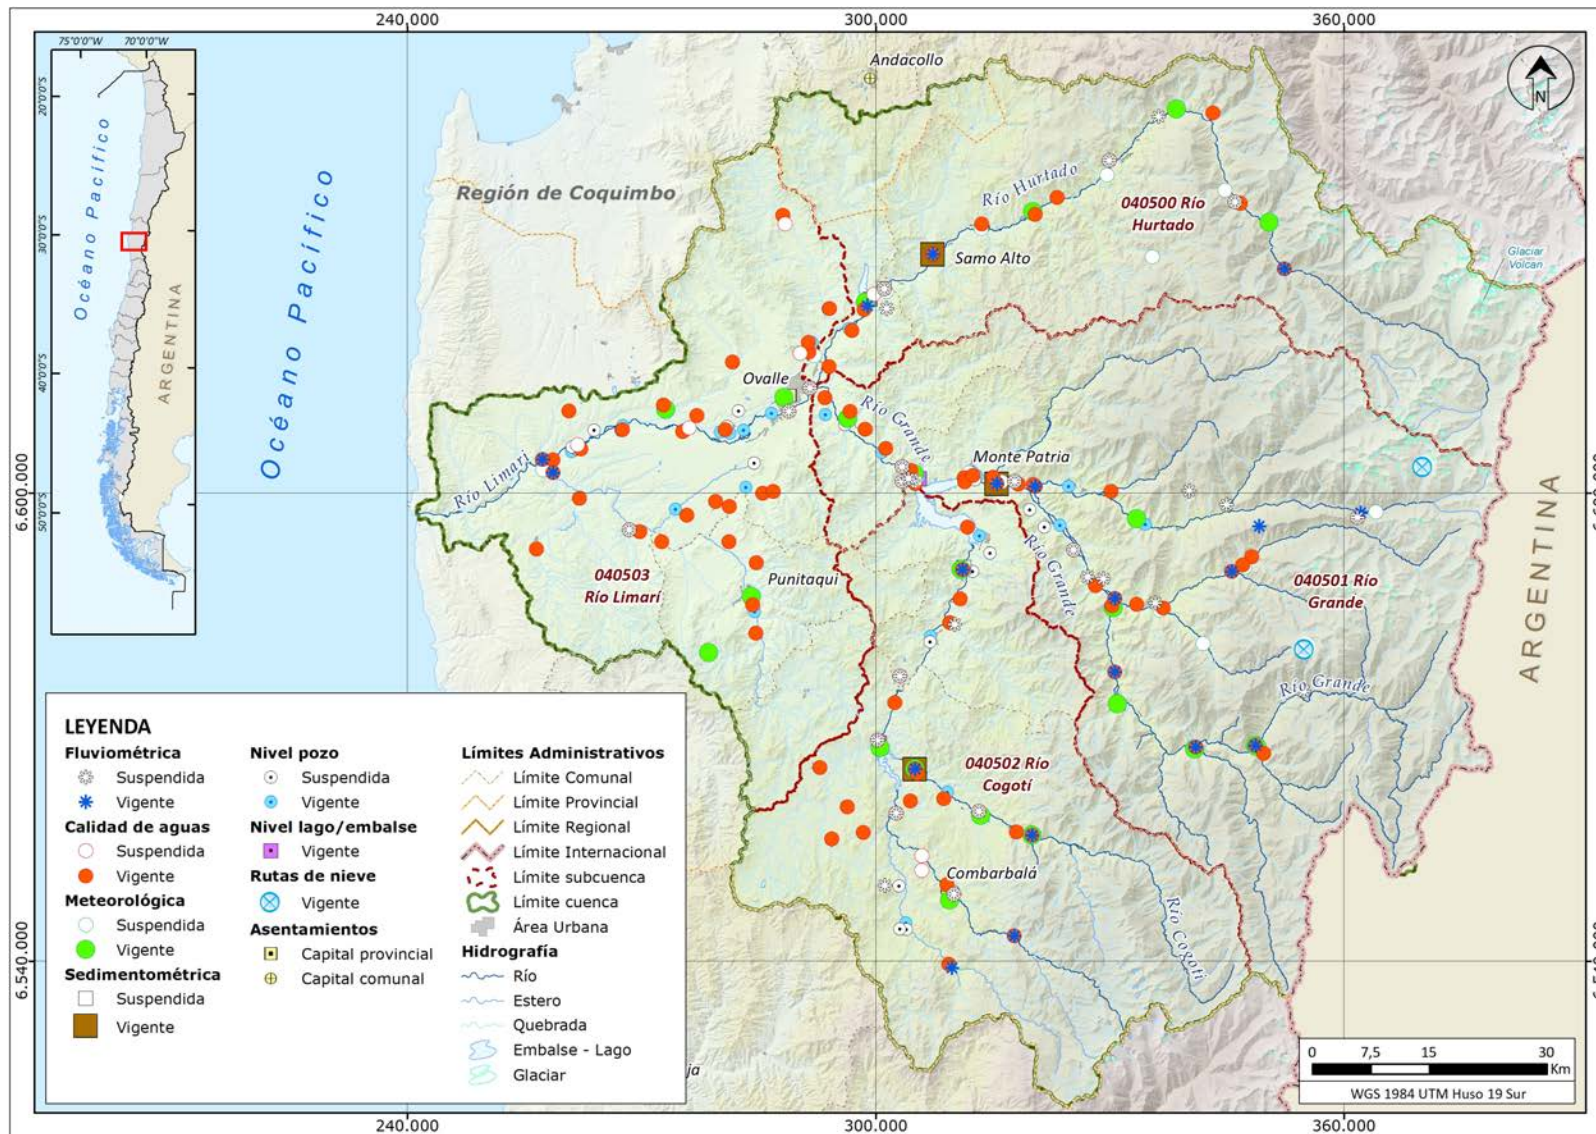 240.000
300.000
360.000
75°0'0"W
70°0'0"W
20°0'0"S
30°0'0"S
40°0'0"S
50°0'0"S
Océano Pacífico
ARGENTINA
Océano Pacífico
Región de Coquimbo
Andacollo
N
Río Hurtado
040500 Río
Hurtado
Samo Alto
Glaciar
Volcan
Ovalle
Río Grande
Monte Patria
Río Limarí
6.600.000
6.600.000
040503
Río Limarí
Punitaqui
Río Grande
040501 Río
Grande
Río Grande
ARGENTINA
040502 Río
Cogotí
Combarbalá
Río Cogotí
6.540.000
6.540.000
LEYENDA
Fluviométrica
Suspendida
Vigente
Calidad de aguas
Suspendida
Vigente
Meteorológica
Suspendida
Vigente
Sedimentométrica
Suspendida
Vigente
Nivel pozo
Suspendida
Vigente
Nivel lago/embalse
Vigente
Rutas de nieve
Vigente
Asentamientos
Capital provincial
Capital comunal
Límites Administrativos
Límite Comunal
Límite Provincial
Límite Regional
Límite Internacional
Límite subcuenca
Límite cuenca
Área Urbana
Hidrografía
Río
Estero
Quebrada
Embalse - Lago
Glaciar
ja
0 7,5 15 30
Km
WGS 1984 UTM Huso 19 Sur
240.000
300.000
360.000